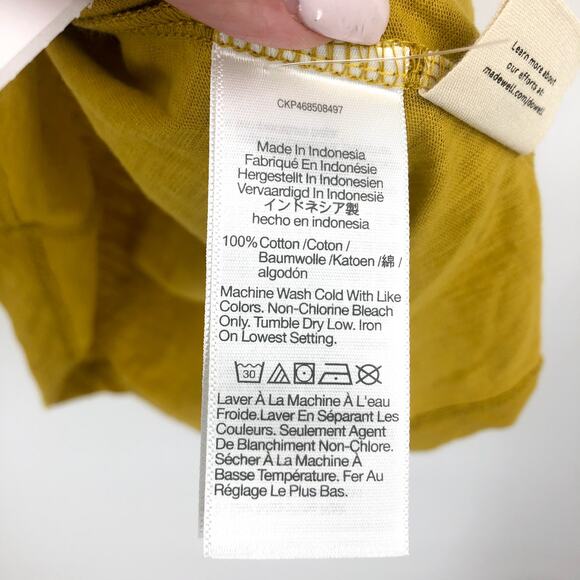 Learn more about
our efforts at:
madewell.com/dowell.
CKP468508497
Made In Indonesia
Fabriqué En Indonésie
Hergestellt In Indonesien
Vervaardigd In Indonesië
インドネシア製
hecho en indonesia
100% Cotton /Coton /
Baumwolle /Katoen /綿 /
algodón
Machine Wash Cold With Like
Colors. Non-Chlorine Bleach
Only. Tumble Dry Low. Iron
On Lowest Setting.
30
Laver À La Machine À L'eau
Froide.Laver En Séparant Les
Couleurs. Seulement Agent
De Blanchiment Non-Chlore.
Sécher À La Machine À
Basse Température. Fer Au
Réglage Le Plus Bas.